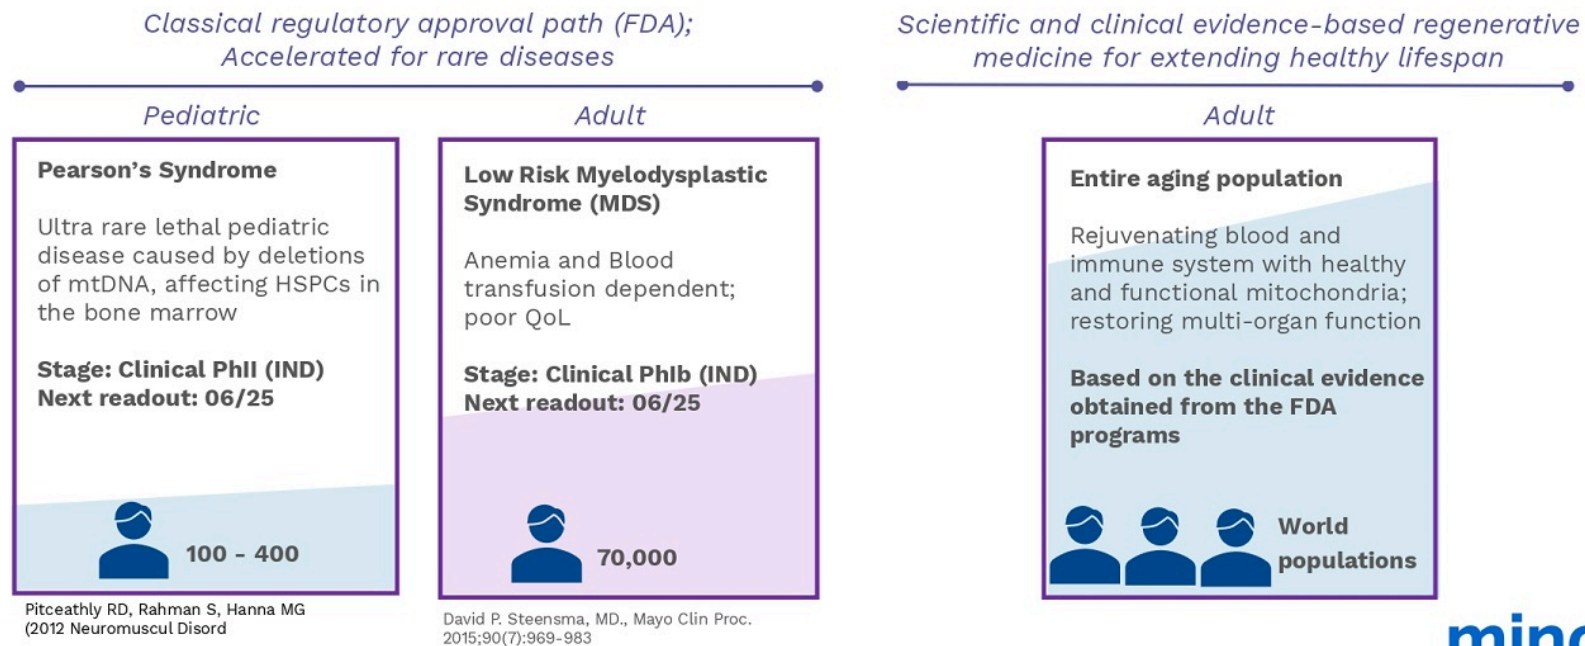 Classical regulatory approval path (FDA);
Accelerated for rare diseases
Scientific and clinical evidence-based regenerative
medicine for extending healthy lifespan
Pediatric
Adult
Adult
Pearson's Syndrome
Ultra rare lethal pediatric
disease caused by deletions
of mtDNA, affecting HSPCs in
the bone marrow
Stage: Clinical PhII (IND)
Next readout: 06/25
100 - 400
Pitceathly RD, Rahman S, Hanna MG
(2012 Neuromuscul Disord
Low Risk Myelodysplastic
Syndrome (MDS)
Anemia and Blood
transfusion dependent;
poor QoL
Stage: Clinical PhIb (IND)
Next readout: 06/25
70,000
David P. Steensma, MD., Mayo Clin Proc.
2015;90(7):969-983
Entire aging population
Rejuvenating blood and
immune system with healthy
and functional mitochondria;
restoring multi-organ function
Based on the clinical evidence
obtained from the FDA
programs
World
populations